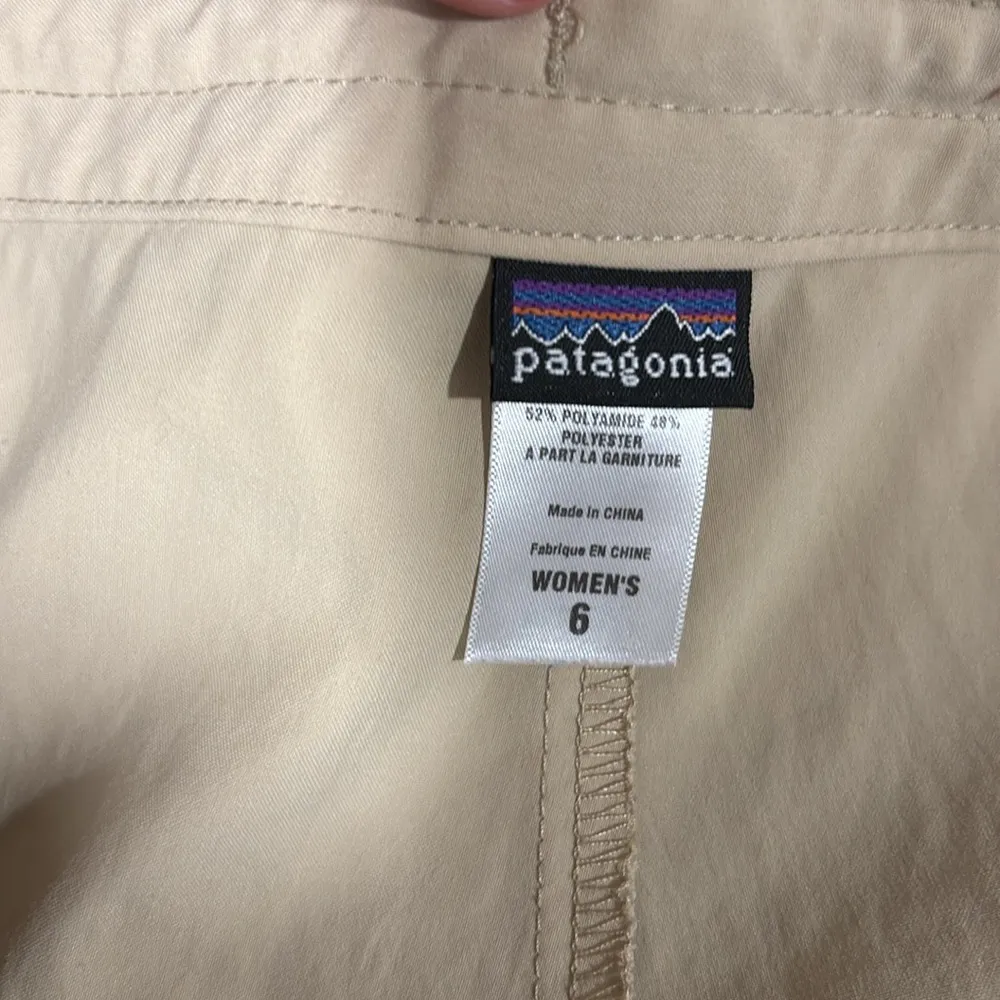 patagonia
52% POLYAMIDE 48%
POLYESTER
A PART LA GARNITURE
Made in CHINA
Fabrique EN CHINE
WOMEN'S
6